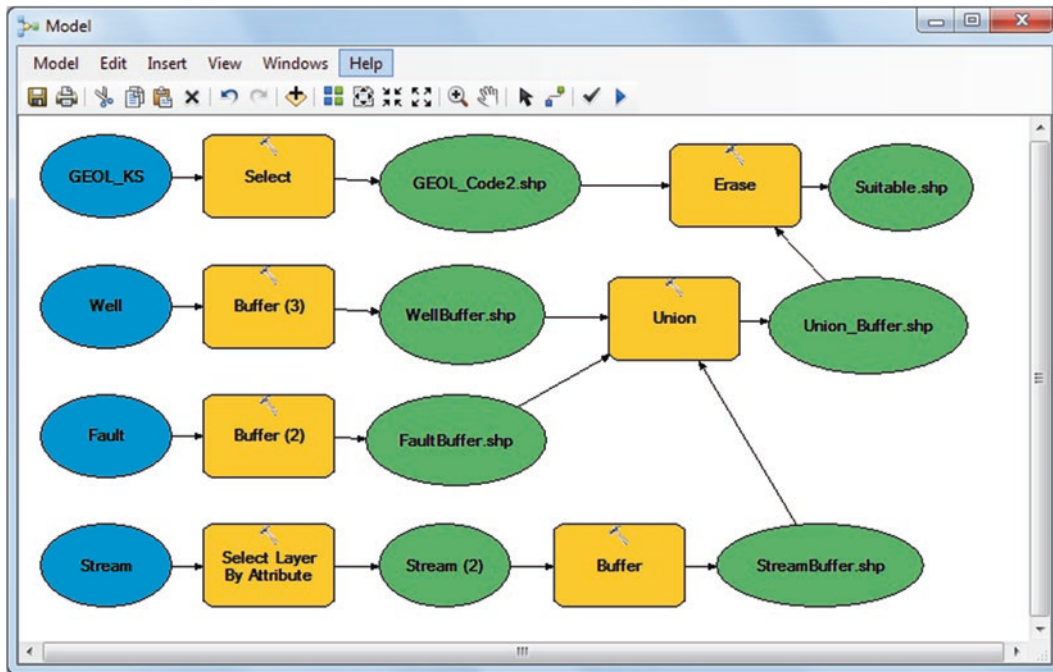 Model
Model Edit Insert View Windows Help
GEOL_KS
Select
GEOL_Code2.shp
Erase
Suitable.shp
Well
Buffer (3)
WellBuffer.shp
Union
Union_Buffer.shp
Fault
Buffer (2)
FaultBuffer.shp
Stream
Select Layer
By Attribute
Stream (2)
Buffer
StreamBuffer.shp